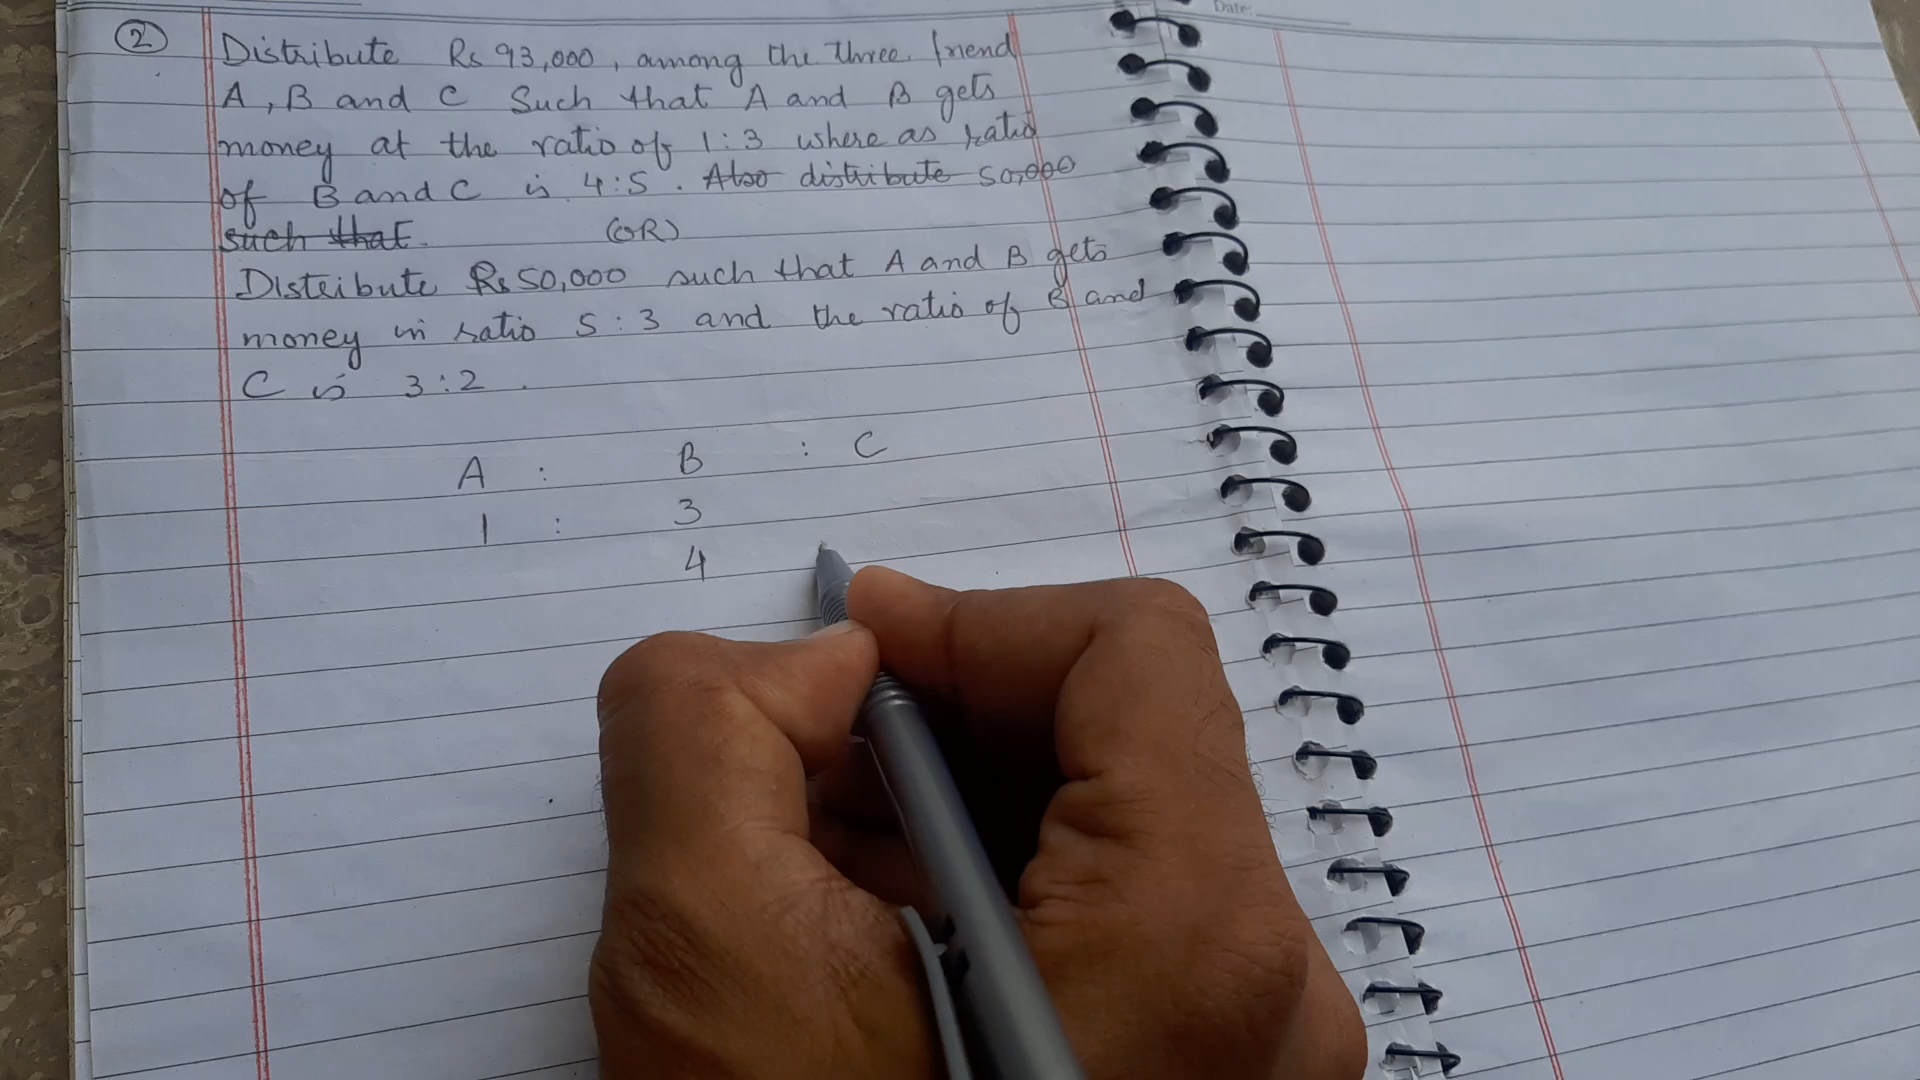 Date:
② Distribute Rs 93,000, among the three friend
A, B and C Such that A and B gets
money at the ratio of 1:3 where as ratio
of B and C is 4:5. Also distribute 50,000
such that. (OR)
Distribute Rs 50,000 such that A and B gets
money in ratio 5:3 and the ratio of B and
C is 3:2.
A : B : C
1 : 3
4